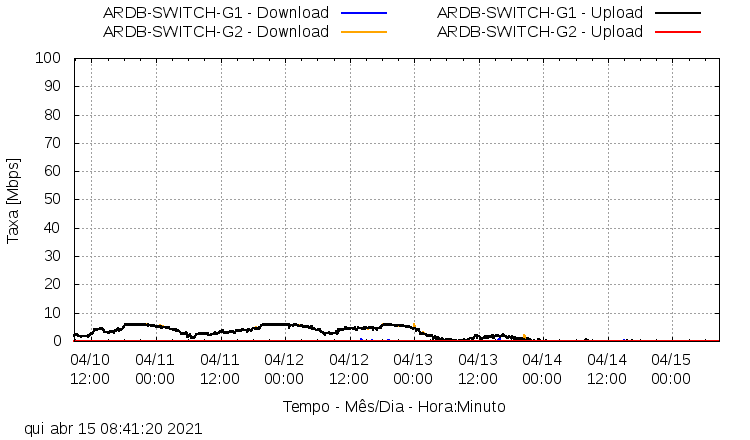 ARDB-SWITCH-G1 - Download
ARDB-SWITCH-G1 - Upload
ARDB-SWITCH-G2 - Download
ARDB-SWITCH-G2 - Upload
100
90
80
70
60
50
40
30
20
10
0
Taxa [Mbps]
04/10 04/11 04/11 04/12 04/12 04/13 04/13 04/14 04/14 04/15
12:00 00:00 12:00 00:00 12:00 00:00 12:00 00:00 12:00 00:00
Tempo - Mês/Dia - Hora:Minuto
qui abr 15 08:41:20 2021